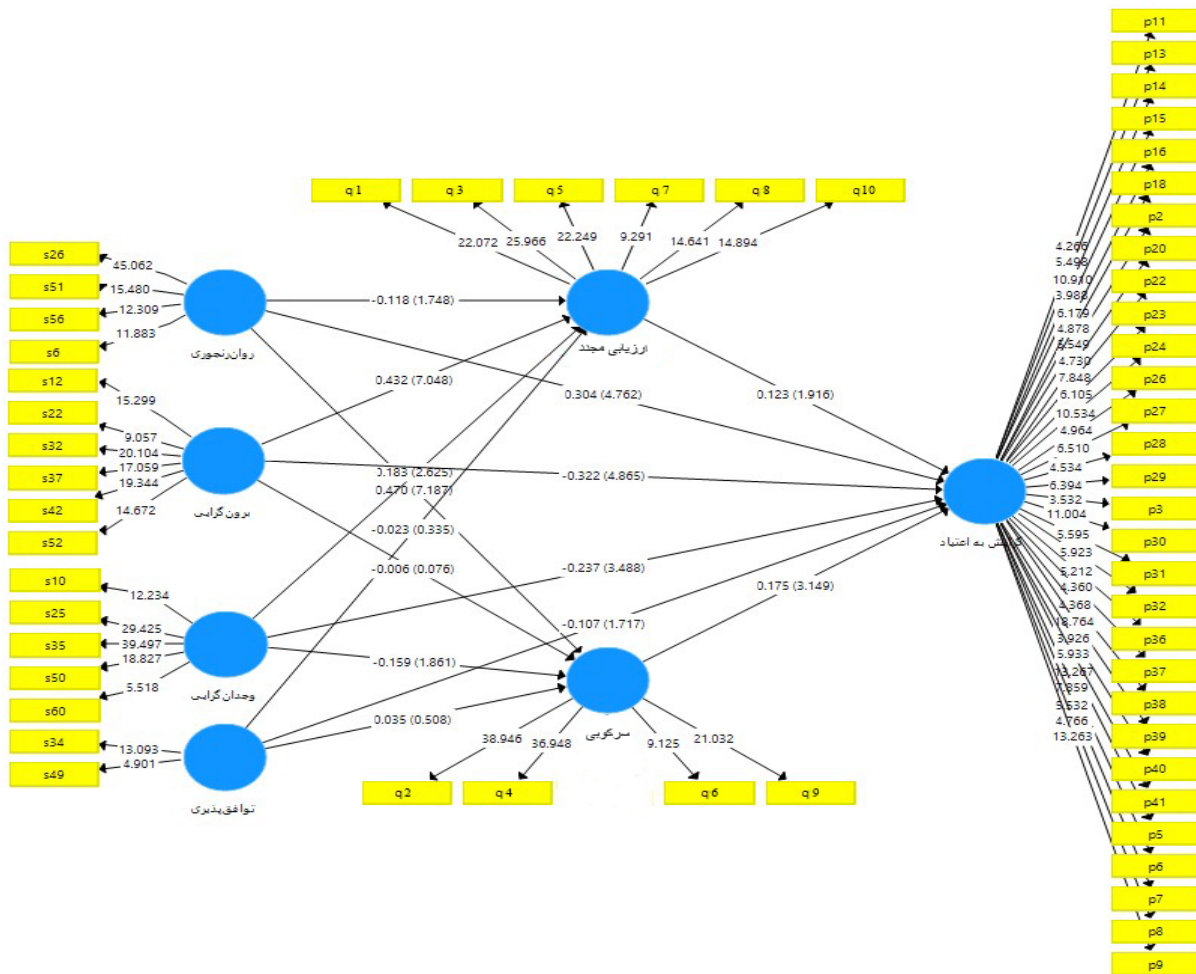 p11
p13
p14
p15
p16
p18
p2
p20
p22
p23
p24
p26
p27
p28
p29
p3
p30
p31
p32
p36
p37
p38
p39
p40
p41
p5
p6
p7
p8
p9
q1
q3
q5
q7
q8
q10
22.072
25.966
22.249
9.291
14.641
14.894
s26
s51
s56
s6
45.062
15.480
12.309
11.883
روان‌رنجوری
s12
s22
s32
s37
s42
s52
15.299
9.057
20.104
17.059
19.344
14.672
برون‌گرایی
s10
s25
s35
s50
s60
12.234
29.425
39.497
18.827
5.518
وجدان‌گرایی
s34
s49
13.093
4.901
توافق‌پذیری
ارزیابی مجدد
-0.118 (1.748)
0.432 (7.048)
0.304 (4.762)
0.123 (1.916)
0.183 (2.625)
0.470 (7.187)
-0.322 (4.865)
-0.023 (0.335)
-0.006 (0.076)
-0.237 (3.488)
-0.107 (1.717)
0.175 (3.149)
-0.159 (1.861)
0.035 (0.508)
سرکوبی
38.946
36.948
9.125
21.032
q2
q4
q6
q9
به اعتیاد
4.266
5.498
10.910
3.988
6.179
4.878
4.730
7.848
6.105
10.534
4.964
6.510
4.534
6.394
3.532
11.004
5.595
5.923
5.212
4.360
4.368
18.764
3.926
5.933
13.267
7.859
4.766
13.263